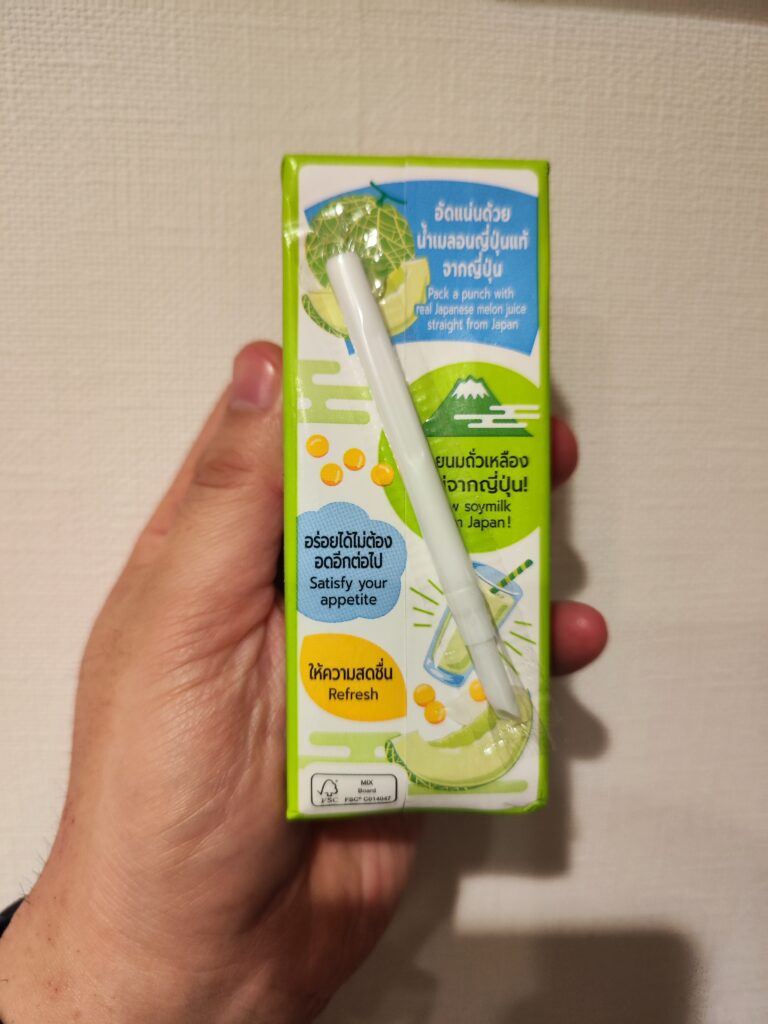 อัดแน่นด้วย
น้ำเมลอนญี่ปุ่นแท้
จากญี่ปุ่น
Pack a punch with
real Japanese melon juice
straight from Japan
นมถั่วเหลือง
จากญี่ปุ่น!
soymilk
Japan!
อร่อยได้ไม่ต้อง
อดอีกต่อไป
Satisfy your
appetite
ให้ความสดชื่น
Refresh
MIX
Board
FSC FSC® C014047